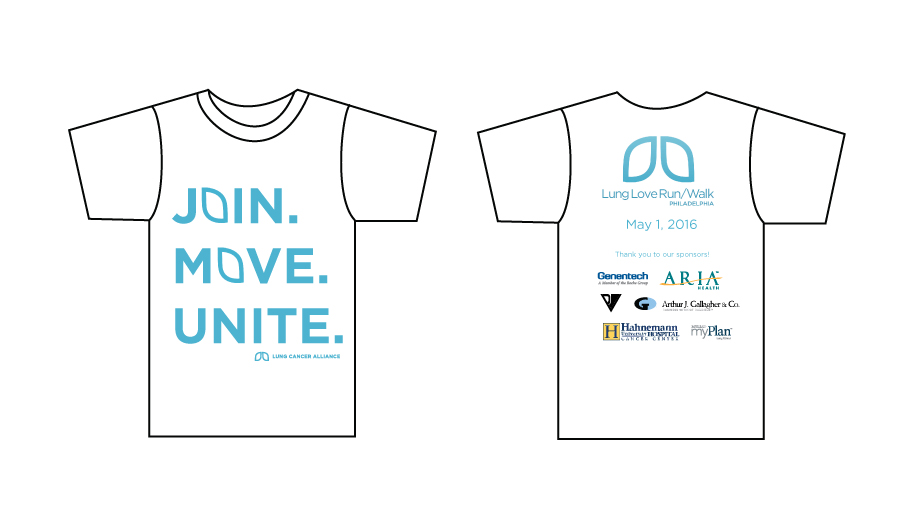 JOIN.
MOVE.
UNITE.
LUNG CANCER ALLIANCE
Lung Love Run/Walk
PHILADELPHIA
May 1, 2016
Thank you to our sponsors!
Genentech
A Member of the Roche Group
ARIA
HEALTH
G
Arthur J. Gallagher & Co.
H
Hahnemann
University HOSPITAL
CANCER CENTER
myPlan